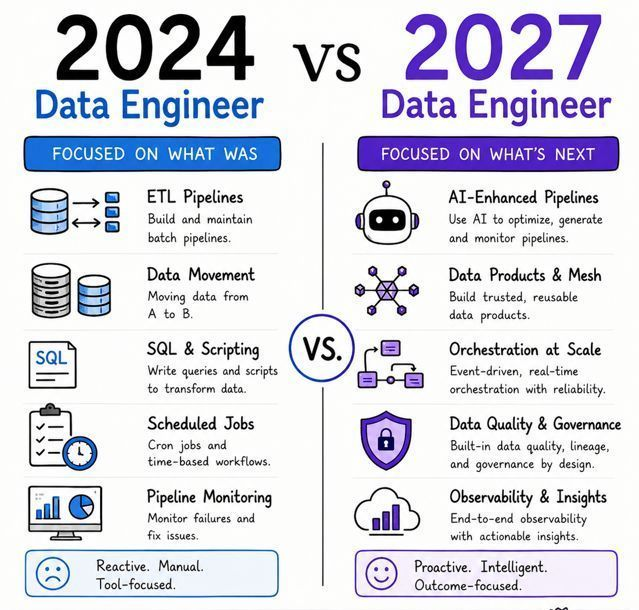 2024 VS 2027
Data Engineer
Data Engineer
FOCUSED ON WHAT WAS
ETL Pipelines
Build and maintain
batch pipelines.
Data Movement
Moving data from
A to B.
SQL
SQL & Scripting
Write queries and scripts
to transform data.
Scheduled Jobs
Cron jobs and
time-based workflows.
Pipeline Monitoring
Monitor failures and
fix issues.
Reactive. Manual.
Tool-focused.
VS.
FOCUSED ON WHAT'S NEXT
AI-Enhanced Pipelines
Use AI to optimize, generate
and monitor pipelines.
Data Products & Mesh
Build trusted, reusable
data products.
Orchestration at Scale
Event-driven, real-time
orchestration with reliability.
Data Quality & Governance
Built-in data quality, lineage,
and governance by design.
Observability & Insights
End-to-end observability
with actionable insights.
Proactive. Intelligent.
Outcome-focused.